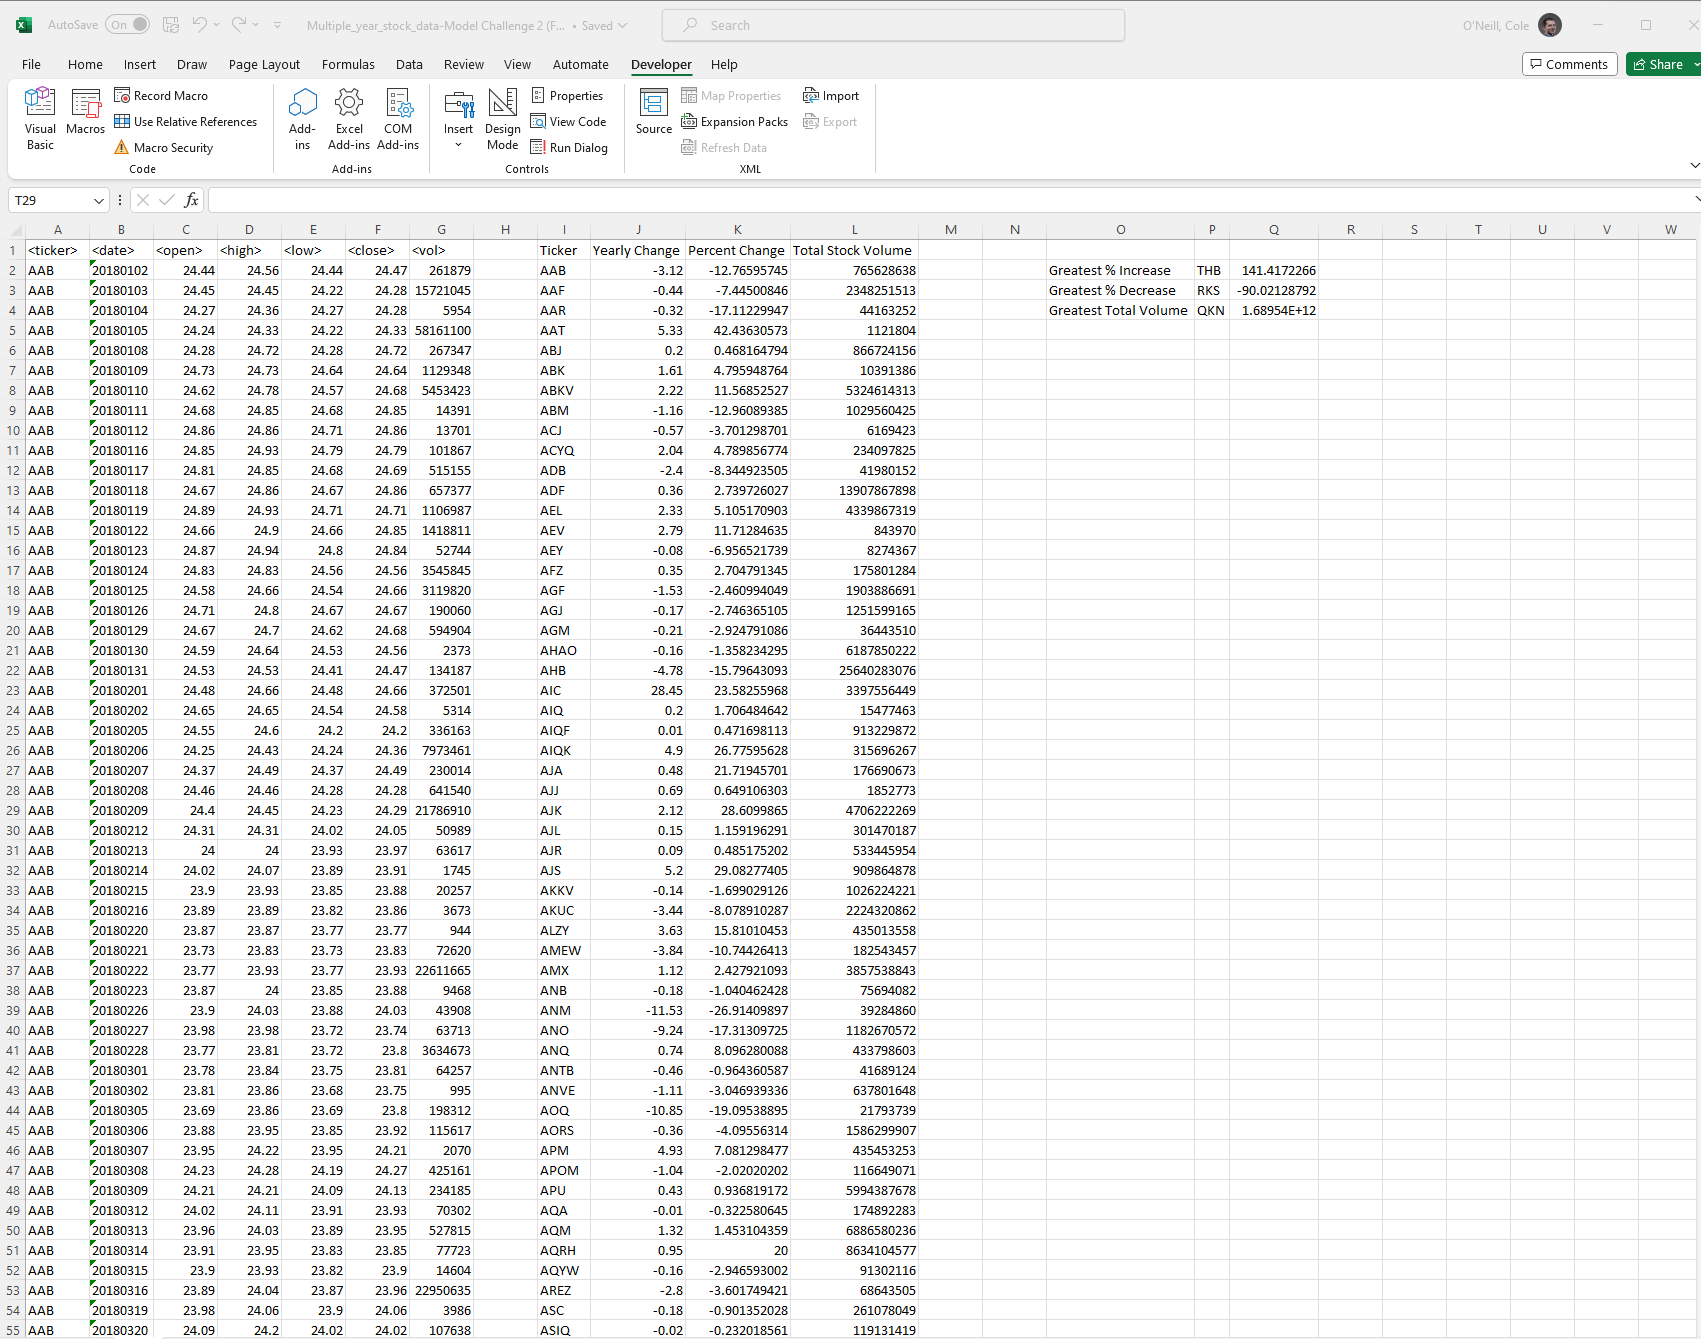 AutoSave On Multiple_year_stock_data-Model Challenge 2 (F... • Saved Search O'Neill, Cole
File Home Insert Draw Page Layout Formulas Data Review View Automate Developer Help Comments Share
Visual Basic Macros Record Macro Use Relative References Macro Security Code
Add-ins Excel Add-ins COM Add-ins Add-ins
Insert Design Mode Properties View Code Run Dialog Controls
Source Map Properties Expansion Packs Refresh Data Import Export XML
T29 fx
A B C D E F G H I J K L M N O P Q R S T U V W
1 <ticker> <date> <open> <high> <low> <close> <vol> Ticker Yearly Change Percent Change Total Stock Volume
2 AAB 20180102 24.44 24.56 24.44 24.47 261879 AAB -3.12 -12.76595745 765628638 Greatest % Increase THB 141.4172266
3 AAB 20180103 24.45 24.45 24.22 24.28 15721045 AAF -0.44 -7.44500846 2348251513 Greatest % Decrease RKS -90.02128792
4 AAB 20180104 24.27 24.36 24.27 24.28 5954 AAR -0.32 -17.11229947 44163252 Greatest Total Volume QKN 1.68954E+12
5 AAB 20180105 24.24 24.33 24.22 24.33 58161100 AAT 5.33 42.43630573 1121804
6 AAB 20180108 24.28 24.72 24.28 24.72 267347 ABJ 0.2 0.468164794 866724156
7 AAB 20180109 24.73 24.73 24.64 24.64 1129348 ABK 1.61 4.795948764 10391386
8 AAB 20180110 24.62 24.78 24.57 24.68 5453423 ABKV 2.22 11.56852527 5324614313
9 AAB 20180111 24.68 24.85 24.68 24.85 14391 ABM -1.16 -12.96089385 1029560425
10 AAB 20180112 24.86 24.86 24.71 24.86 13701 ACJ -0.57 -3.701298701 6169423
11 AAB 20180116 24.85 24.93 24.79 24.79 101867 ACYQ 2.04 4.789856774 234097825
12 AAB 20180117 24.81 24.85 24.68 24.69 515155 ADB -2.4 -8.344923505 41980152
13 AAB 20180118 24.67 24.86 24.67 24.86 657377 ADF 0.36 2.739726027 13907867898
14 AAB 20180119 24.89 24.93 24.71 24.71 1106987 AEL 2.33 5.105170903 4339867319
15 AAB 20180122 24.66 24.9 24.66 24.85 1418811 AEV 2.79 11.71284635 843970
16 AAB 20180123 24.87 24.94 24.8 24.84 52744 AEY -0.08 -6.956521739 8274367
17 AAB 20180124 24.83 24.83 24.56 24.56 3545845 AFZ 0.35 2.704791345 175801284
18 AAB 20180125 24.58 24.66 24.54 24.66 3119820 AGF -1.53 -2.460994049 1903886691
19 AAB 20180126 24.71 24.8 24.67 24.67 190060 AGJ -0.17 -2.746365105 1251599165
20 AAB 20180129 24.67 24.7 24.62 24.68 594904 AGM -0.21 -2.924791086 36443510
21 AAB 20180130 24.59 24.64 24.53 24.56 2373 AHAO -0.16 -1.358234295 6187850222
22 AAB 20180131 24.53 24.53 24.41 24.47 134187 AHB -4.78 -15.79643093 25640283076
23 AAB 20180201 24.48 24.66 24.48 24.66 372501 AIC 28.45 23.58255968 3397556449
24 AAB 20180202 24.65 24.65 24.54 24.58 5314 AIQ 0.2 1.706484642 15477463
25 AAB 20180205 24.55 24.6 24.2 24.2 336163 AIQF 0.01 0.471698113 913229872
26 AAB 20180206 24.25 24.43 24.24 24.36 7973461 AIQK 4.9 26.77595628 315696267
27 AAB 20180207 24.37 24.49 24.37 24.49 230014 AJA 0.48 21.71945701 176690673
28 AAB 20180208 24.46 24.46 24.28 24.28 641540 AJJ 0.69 0.649106303 1852773
29 AAB 20180209 24.4 24.45 24.23 24.29 21786910 AJK 2.12 28.6099865 4706222269
30 AAB 20180212 24.31 24.31 24.02 24.05 50989 AJL 0.15 1.159196291 301470187
31 AAB 20180213 24 24 23.93 23.97 63617 AJR 0.09 0.485175202 533445954
32 AAB 20180214 24.02 24.07 23.89 23.91 1745 AJS 5.2 29.08277405 909864878
33 AAB 20180215 23.9 23.93 23.85 23.88 20257 AKKV -0.14 -1.699029126 1026224221
34 AAB 20180216 23.89 23.89 23.82 23.86 3673 AKUC -3.44 -8.078910287 2224320862
35 AAB 20180220 23.87 23.87 23.77 23.77 944 ALZY 3.63 15.81010453 435013558
36 AAB 20180221 23.73 23.83 23.73 23.83 72620 AMEW -3.84 -10.74426413 182543457
37 AAB 20180222 23.77 23.93 23.77 23.93 22611665 AMX 1.12 2.427921093 3857538843
38 AAB 20180223 23.87 24 23.85 23.88 9468 ANB -0.18 -1.040462428 75694082
39 AAB 20180226 23.9 24.03 23.88 24.03 43908 ANM -11.53 -26.91409897 39284860
40 AAB 20180227 23.98 23.98 23.72 23.74 63713 ANO -9.24 -17.31309725 1182670572
41 AAB 20180228 23.77 23.81 23.72 23.8 3634673 ANQ 0.74 8.096280088 433798603
42 AAB 20180301 23.78 23.84 23.75 23.81 64257 ANTB -0.46 -0.964360587 41689124
43 AAB 20180302 23.81 23.86 23.68 23.75 995 ANVE -1.11 -3.046939336 637801648
44 AAB 20180305 23.69 23.86 23.69 23.8 198312 AOQ -10.85 -19.09538895 21793739
45 AAB 20180306 23.88 23.95 23.85 23.92 115617 AORS -0.36 -4.09556314 1586299907
46 AAB 20180307 23.95 24.22 23.95 24.21 2070 APM 4.93 7.081298477 435453253
47 AAB 20180308 24.23 24.28 24.19 24.27 425161 APOM -1.04 -2.02020202 116649071
48 AAB 20180309 24.21 24.21 24.09 24.13 234185 APU 0.43 0.936819172 5994387678
49 AAB 20180312 24.02 24.11 23.91 23.93 70302 AQA -0.01 -0.322580645 174892283
50 AAB 20180313 23.96 24.03 23.89 23.95 527815 AQM 1.32 1.453104359 6886580236
51 AAB 20180314 23.91 23.95 23.83 23.85 77723 AQRH 0.95 20 8634104577
52 AAB 20180315 23.9 23.93 23.82 23.9 14604 AQYW -0.16 -2.946593002 91302116
53 AAB 20180316 23.89 24.04 23.87 23.96 22950635 AREZ -2.8 -3.601749421 68643505
54 AAB 20180319 23.98 24.06 23.9 24.06 3986 ASC -0.18 -0.901352028 261078049
55 AAB 20180320 24.09 24.2 24.02 24.02 107638 ASIQ -0.02 -0.232018561 119131419